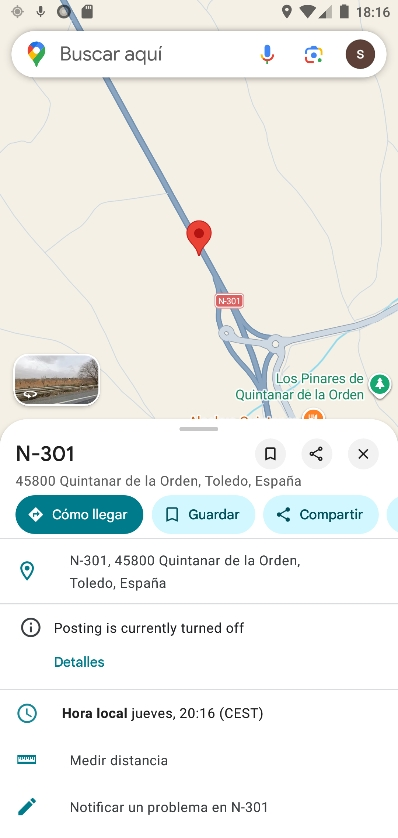 18:16
Buscar aquí
S
N-301
Los Pinares de
Quintanar de la Orden
N-301
45800 Quintanar de la Orden, Toledo, España
Cómo llegar
Guardar
Compartir
N-301, 45800 Quintanar de la Orden,
Toledo, España
Posting is currently turned off
Detalles
Hora local jueves, 20:16 (CEST)
Medir distancia
Notificar un problema en N-301